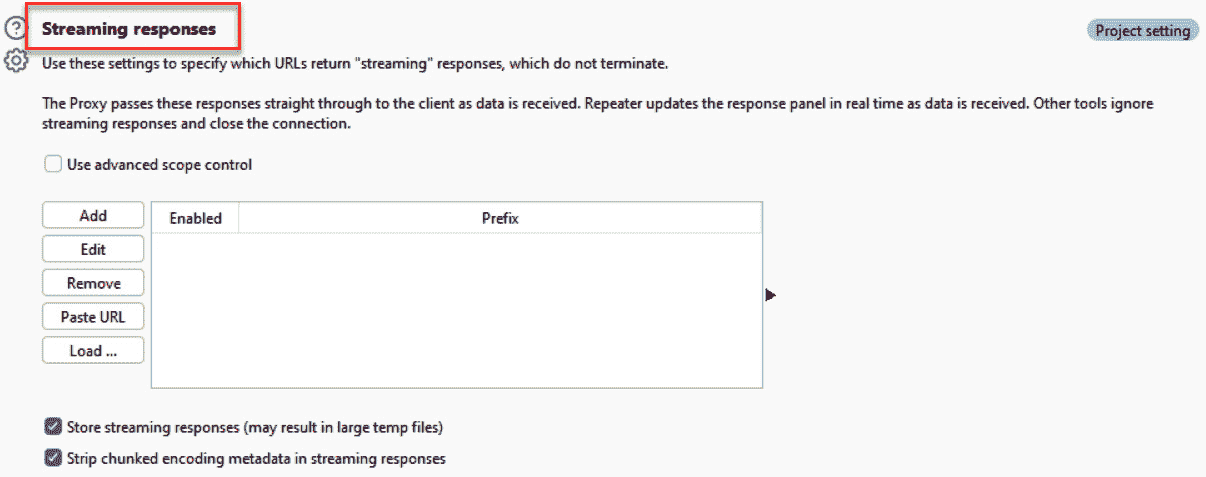 Streaming responses
Project setting
Use these settings to specify which URLs return "streaming" responses, which do not terminate.
The Proxy passes these responses straight through to the client as data is received. Repeater updates the response panel in real time as data is received. Other tools ignore
streaming responses and close the connection.
Use advanced scope control
Add
Enabled
Prefix
Edit
Remove
Paste URL
Load ...
Store streaming responses (may result in large temp files)
Strip chunked encoding metadata in streaming responses